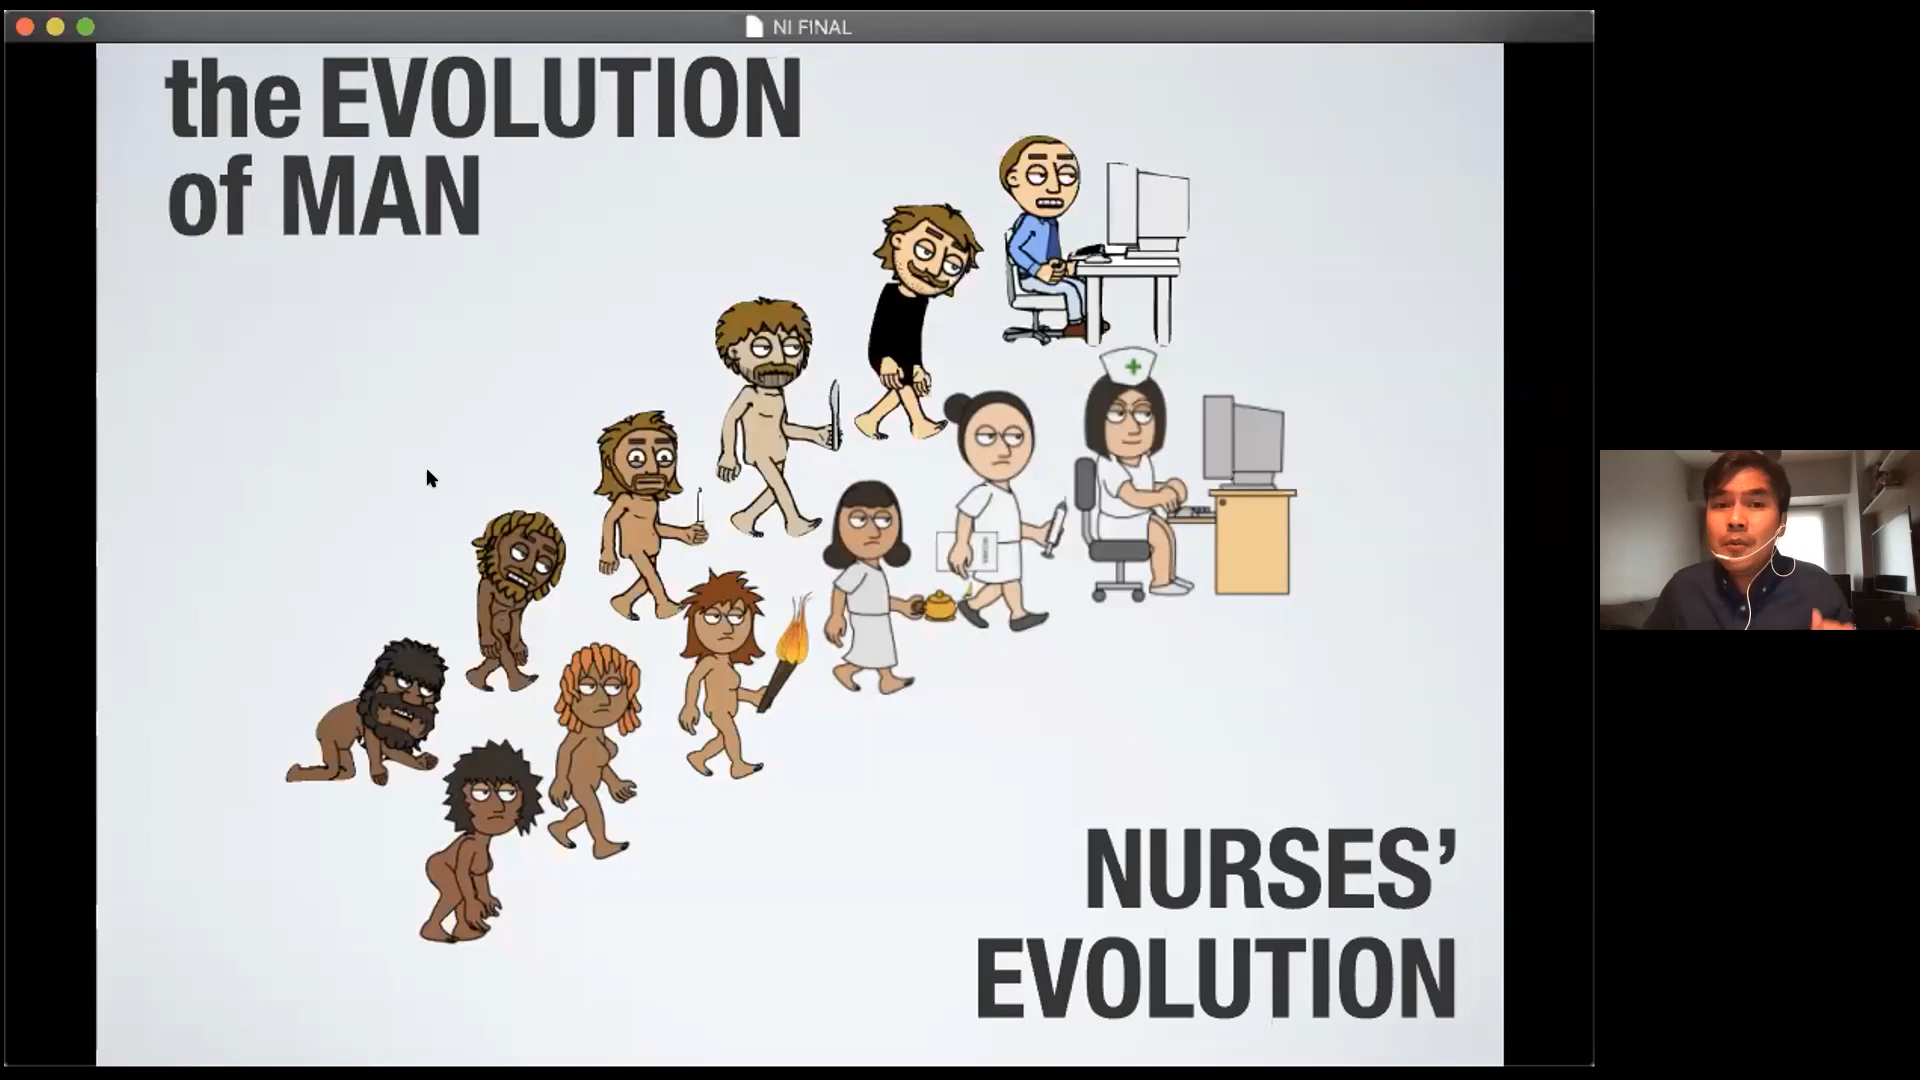 NI FINAL
the EVOLUTION
of MAN
NURSES’
EVOLUTION